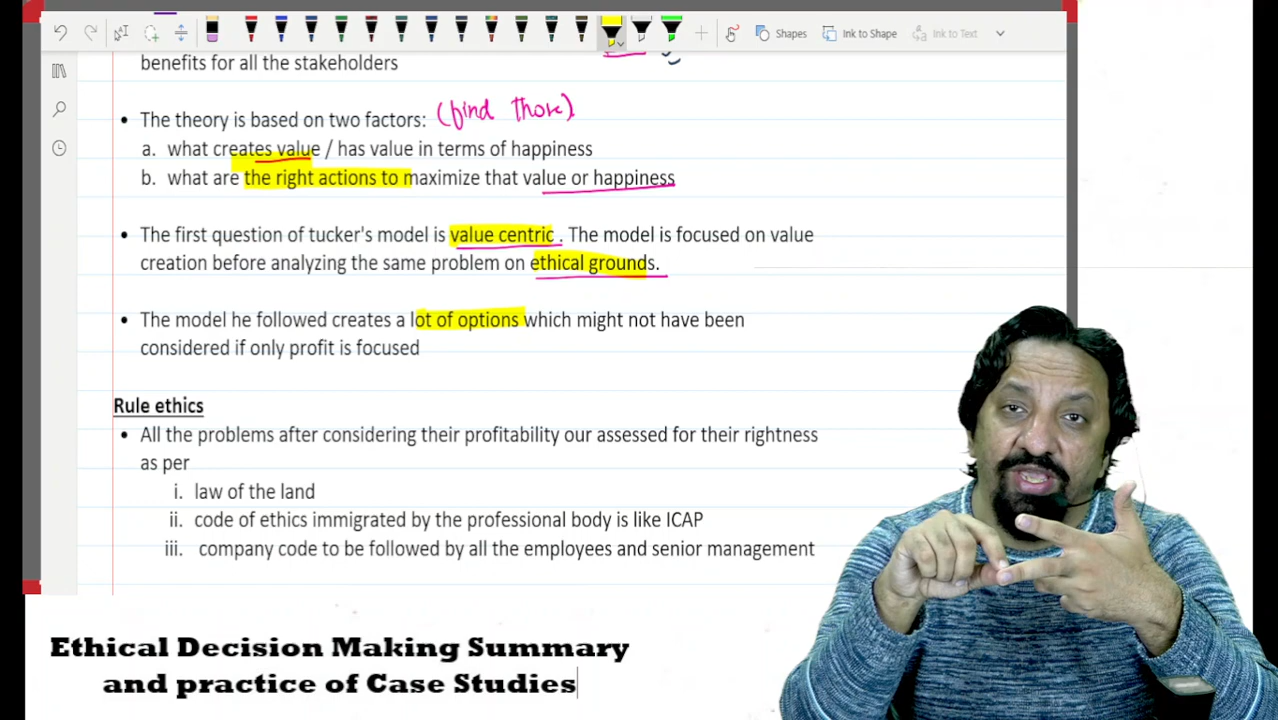 Shapes
Ink to Shape
Ink to Text
benefits for all the stakeholders
• The theory is based on two factors: (find those)
a. what creates value / has value in terms of happiness
b. what are the right actions to maximize that value or happiness
• The first question of tucker's model is value centric . The model is focused on value
creation before analyzing the same problem on ethical grounds.
• The model he followed creates a lot of options which might not have been
considered if only profit is focused
Rule ethics
• All the problems after considering their profitability our assessed for their rightness
as per
i. law of the land
ii. code of ethics immigrated by the professional body is like ICAP
iii. company code to be followed by all the employees and senior management
Ethical Decision Making Summary
and practice of Case Studies